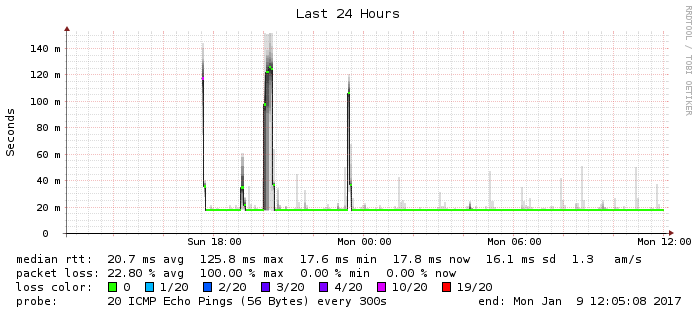 Last 24 Hours
RRDTOOL / TOBI OETIKER
Seconds
140 m
120 m
100 m
80 m
60 m
40 m
20 m
0
Sun 18:00 Mon 00:00 Mon 06:00 Mon 12:00
median rtt: 20.7 ms avg 125.8 ms max 17.6 ms min 17.8 ms now 16.1 ms sd 1.3 am/s
packet loss: 22.80 % avg 100.00 % max 0.00 % min 0.00 % now
loss color: 0 1/20 2/20 3/20 4/20 10/20 19/20
probe: 20 ICMP Echo Pings (56 Bytes) every 300s end: Mon Jan 9 12:05:08 2017